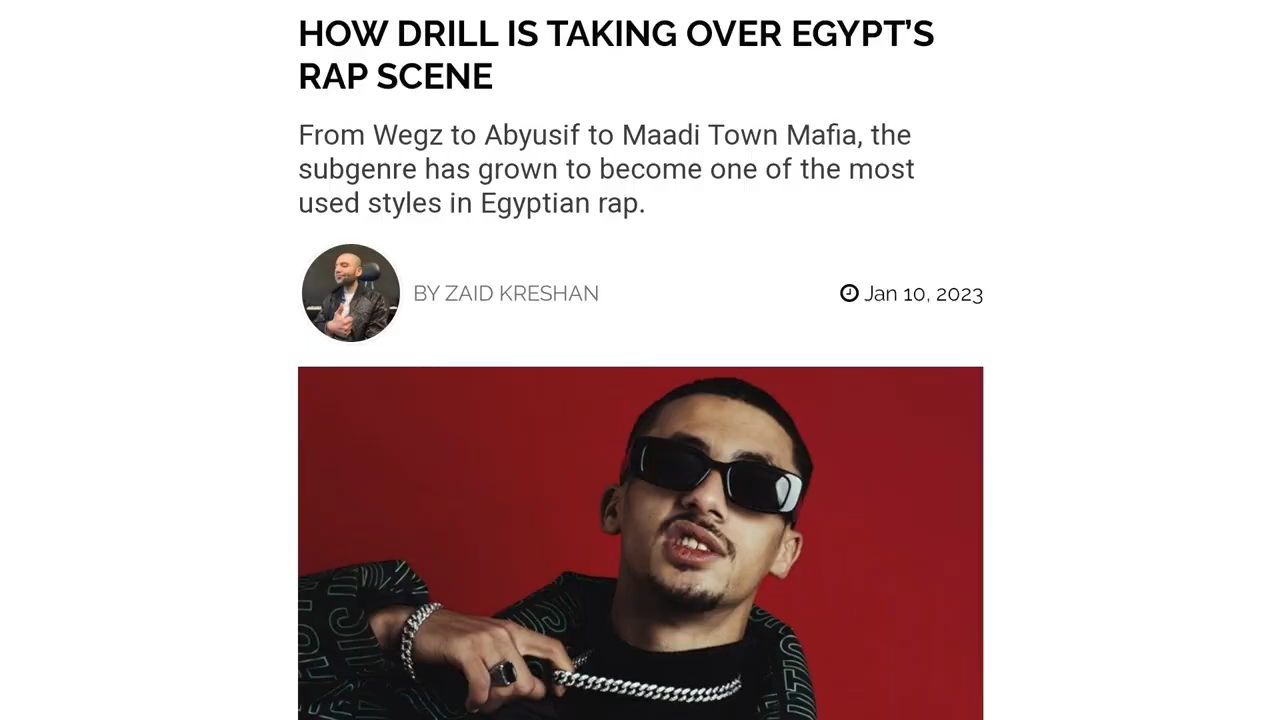 HOW DRILL IS TAKING OVER EGYPT’S
RAP SCENE
From Wegz to Abyusif to Maadi Town Mafia, the
subgenre has grown to become one of the most
used styles in Egyptian rap.
BY ZAID KRESHAN
Jan 10, 2023